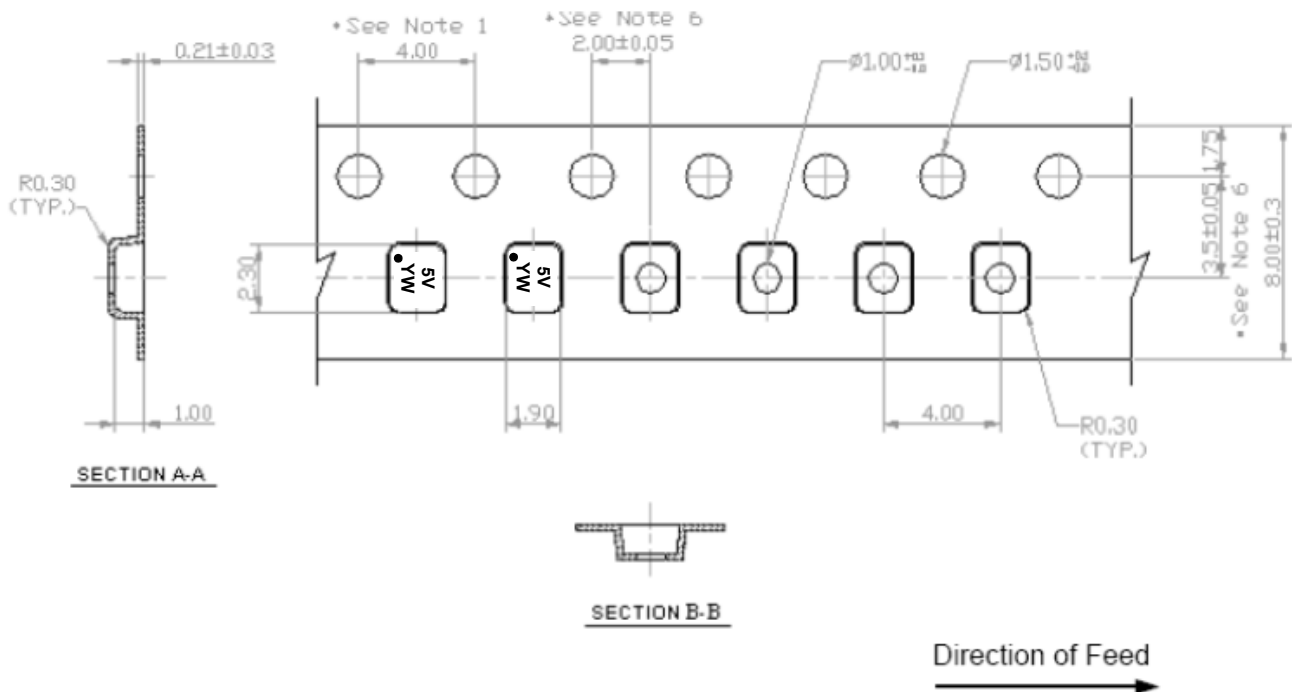 *See Note 1
*See Note 6
0.21±0.03
4.00
2.00±0.05
ø1.00
ø1.50
1.75
R0.30
(TYP.)
3.5±0.05
*See Note 6
8.00±0.3
2.30
5V
YW
5V
YW
1.00
1.90
4.00
R0.30
(TYP.)
SECTION A-A
SECTION B-B
Direction of Feed